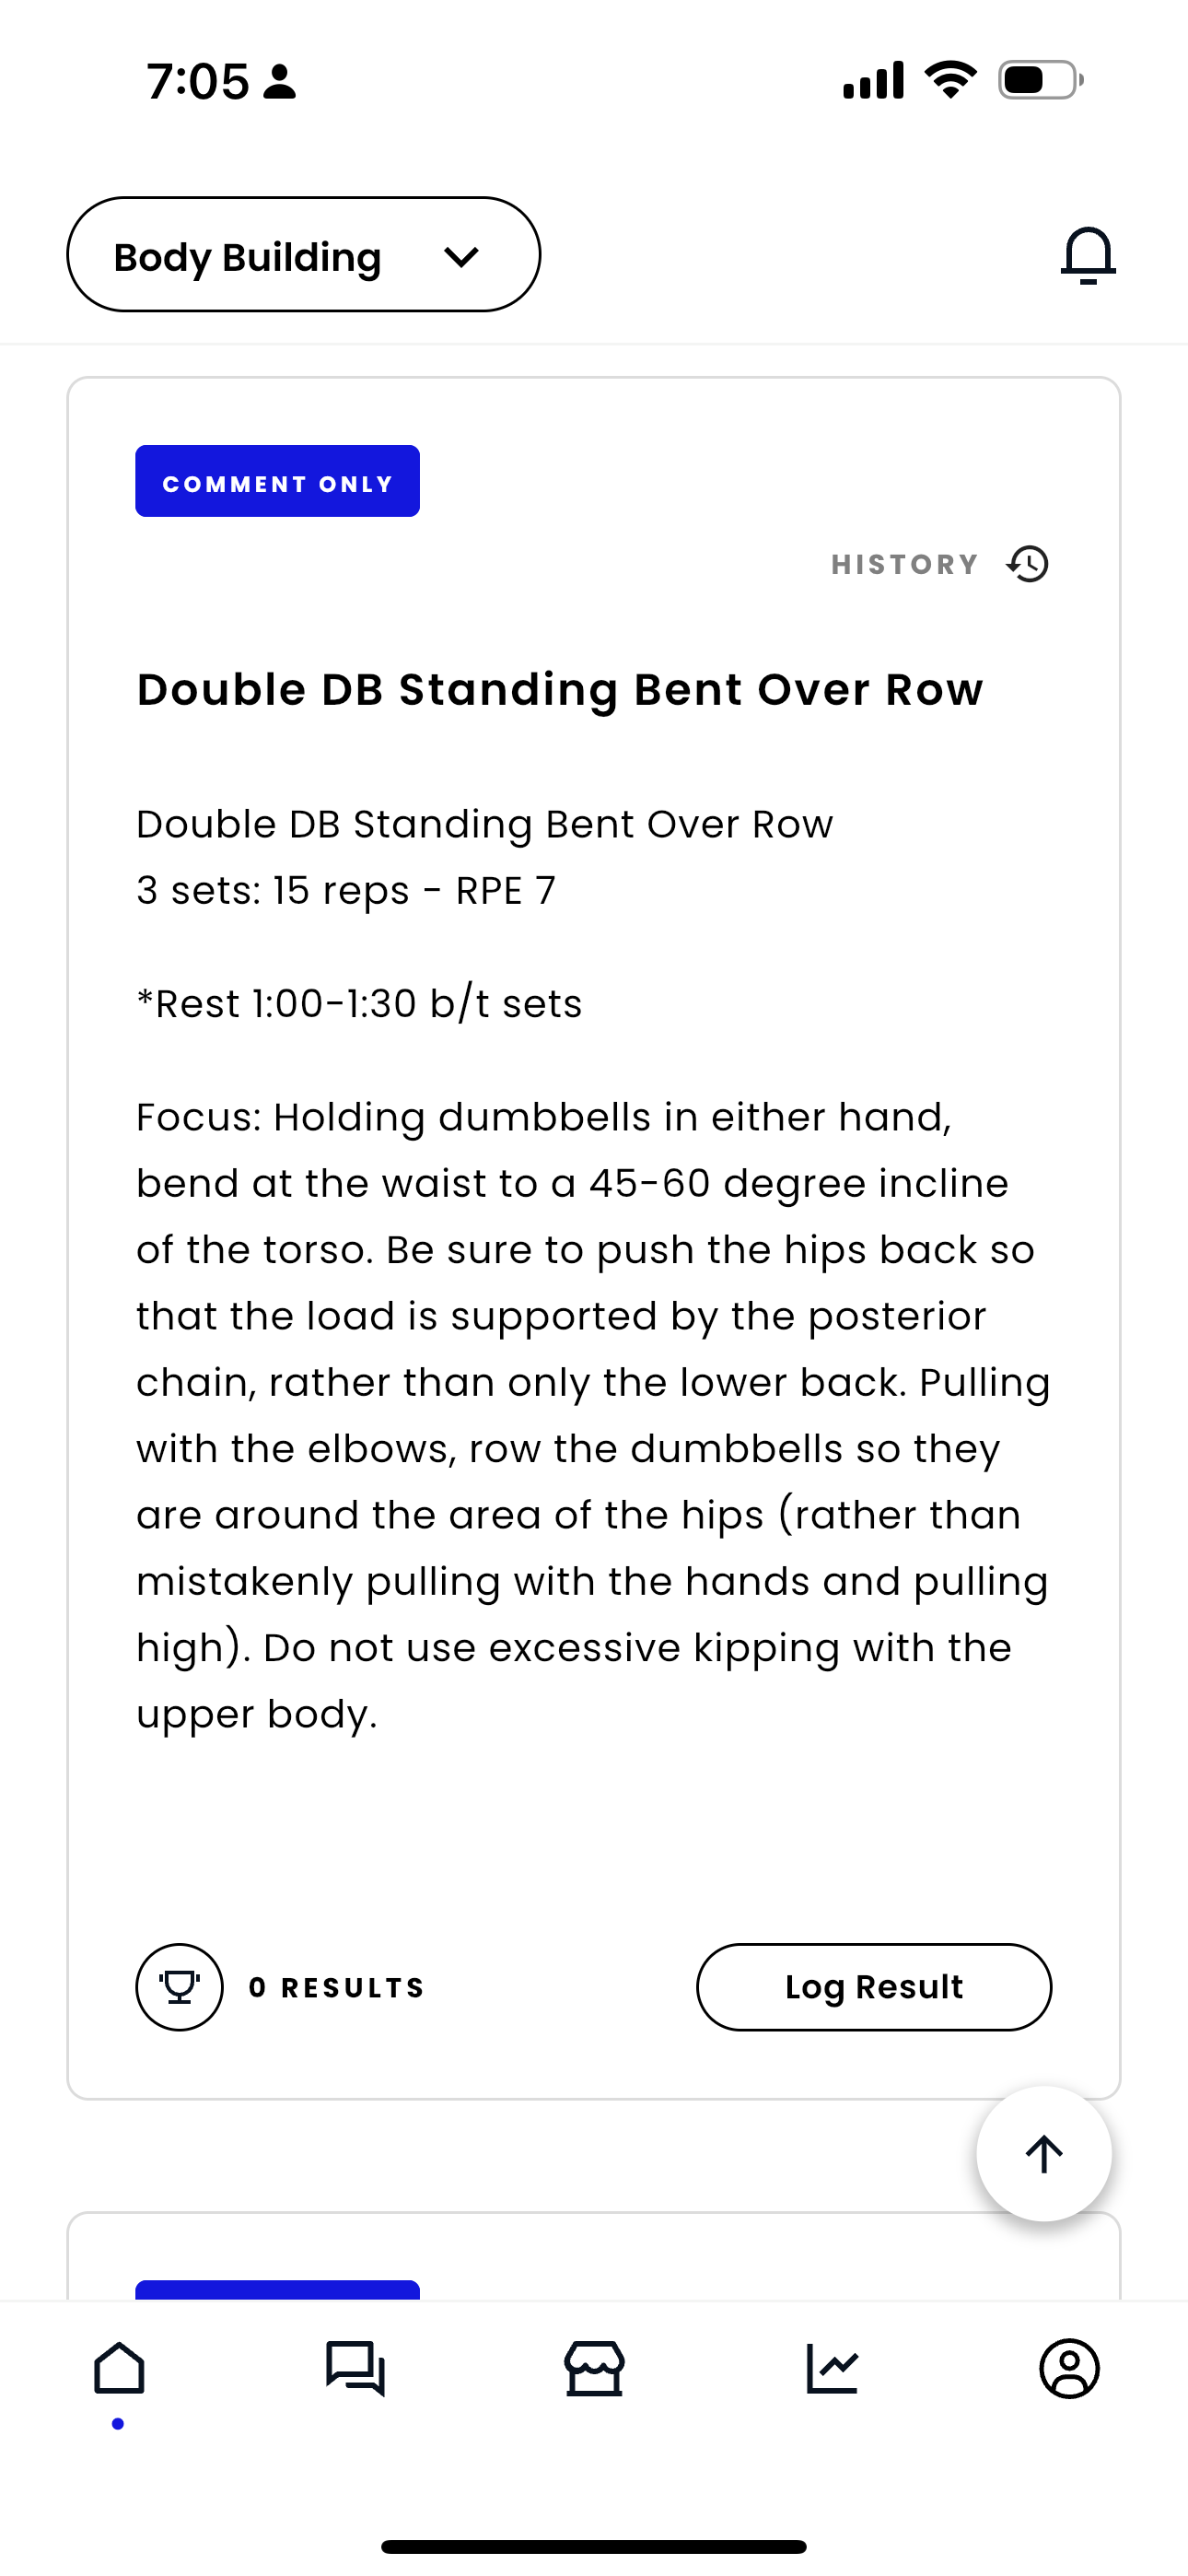 7:05
Body Building
COMMENT ONLY
HISTORY
Double DB Standing Bent Over Row
Double DB Standing Bent Over Row
3 sets: 15 reps - RPE 7
*Rest 1:00-1:30 b/t sets
Focus: Holding dumbbells in either hand,
bend at the waist to a 45-60 degree incline
of the torso. Be sure to push the hips back so
that the load is supported by the posterior
chain, rather than only the lower back. Pulling
with the elbows, row the dumbbells so they
are around the area of the hips (rather than
mistakenly pulling with the hands and pulling
high). Do not use excessive kipping with the
upper body.
0 RESULTS
Log Result